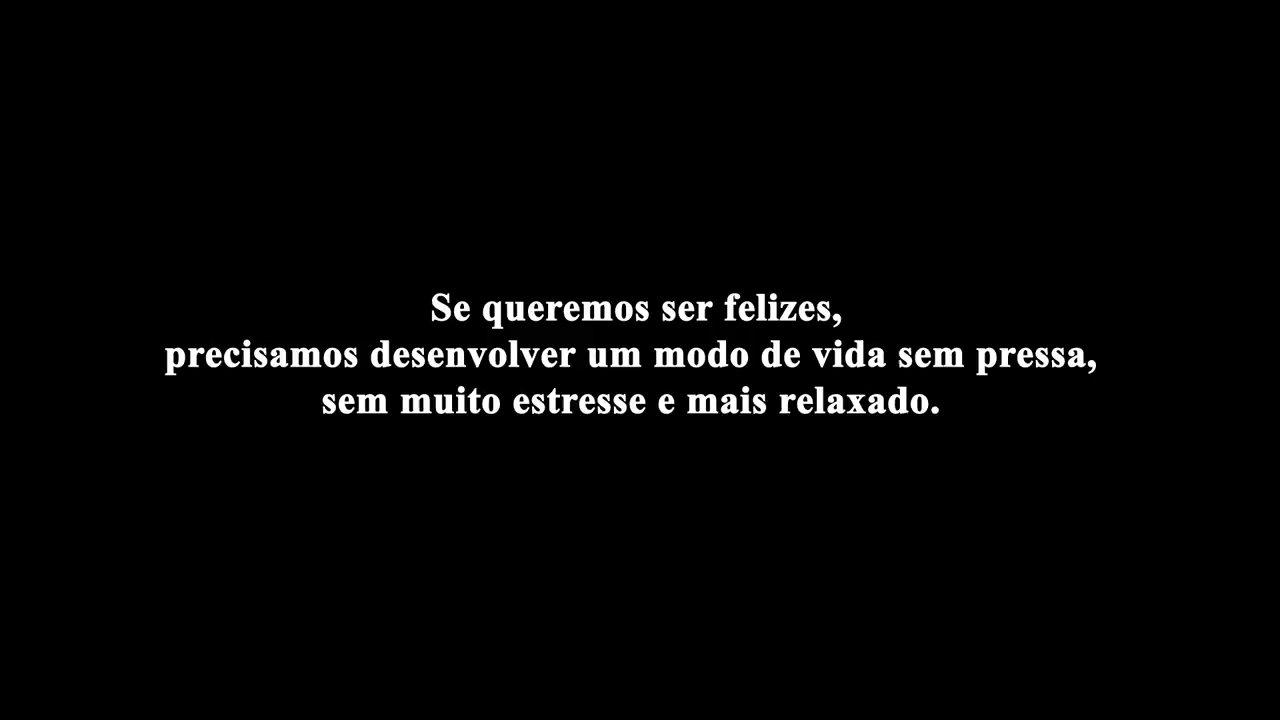 Se queremos ser felizes,
precisamos desenvolver um modo de vida sem pressa,
sem muito estresse e mais relaxado.